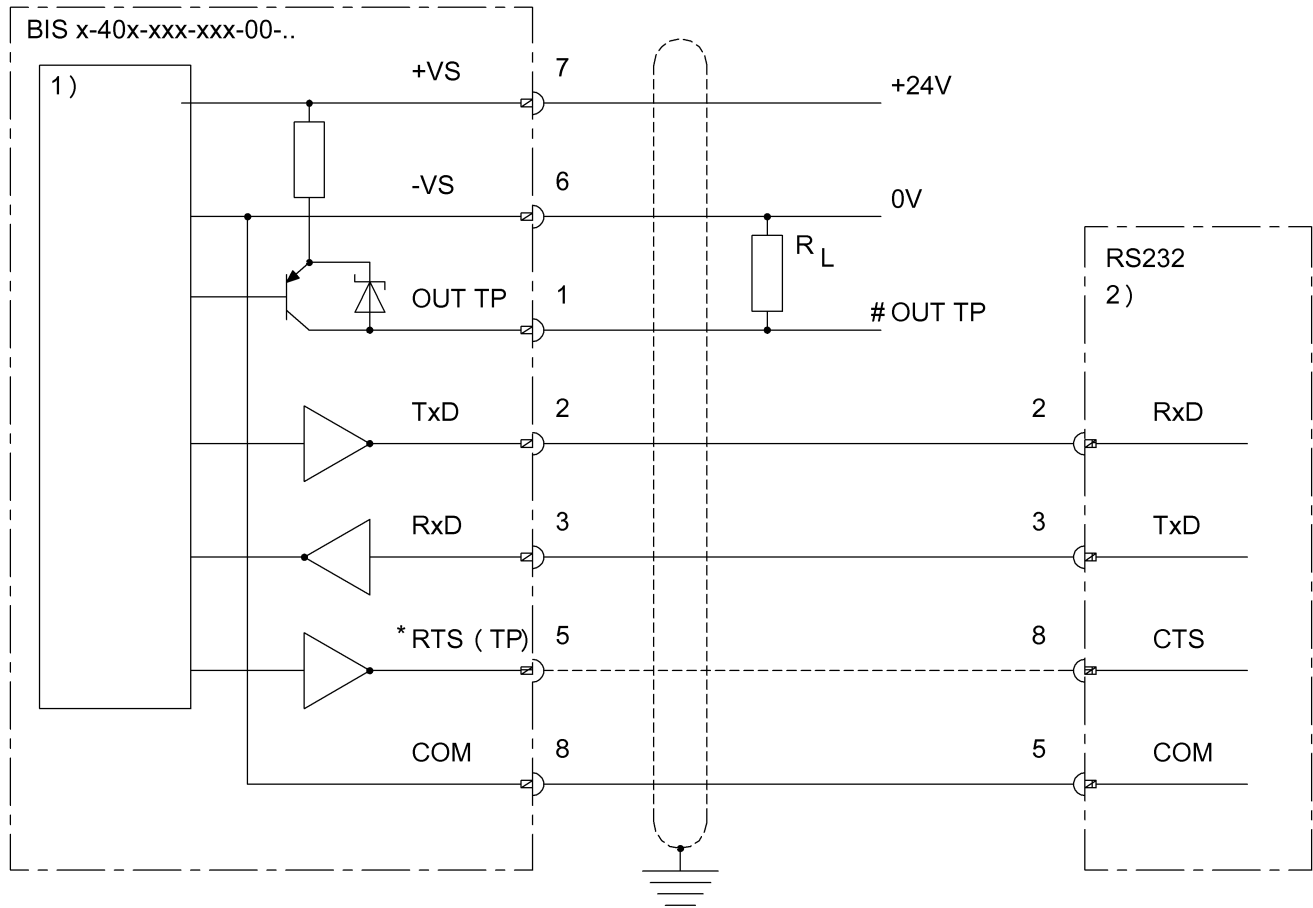 BIS x-40x-xxx-xxx-00-..
1)
+VS 7 +24V
-VS 6 0V
R L
RS232
2)
OUT TP 1 # OUT TP
TxD 2 2 RxD
RxD 3 3 TxD
* RTS ( TP) 5 8 CTS
COM 8 5 COM